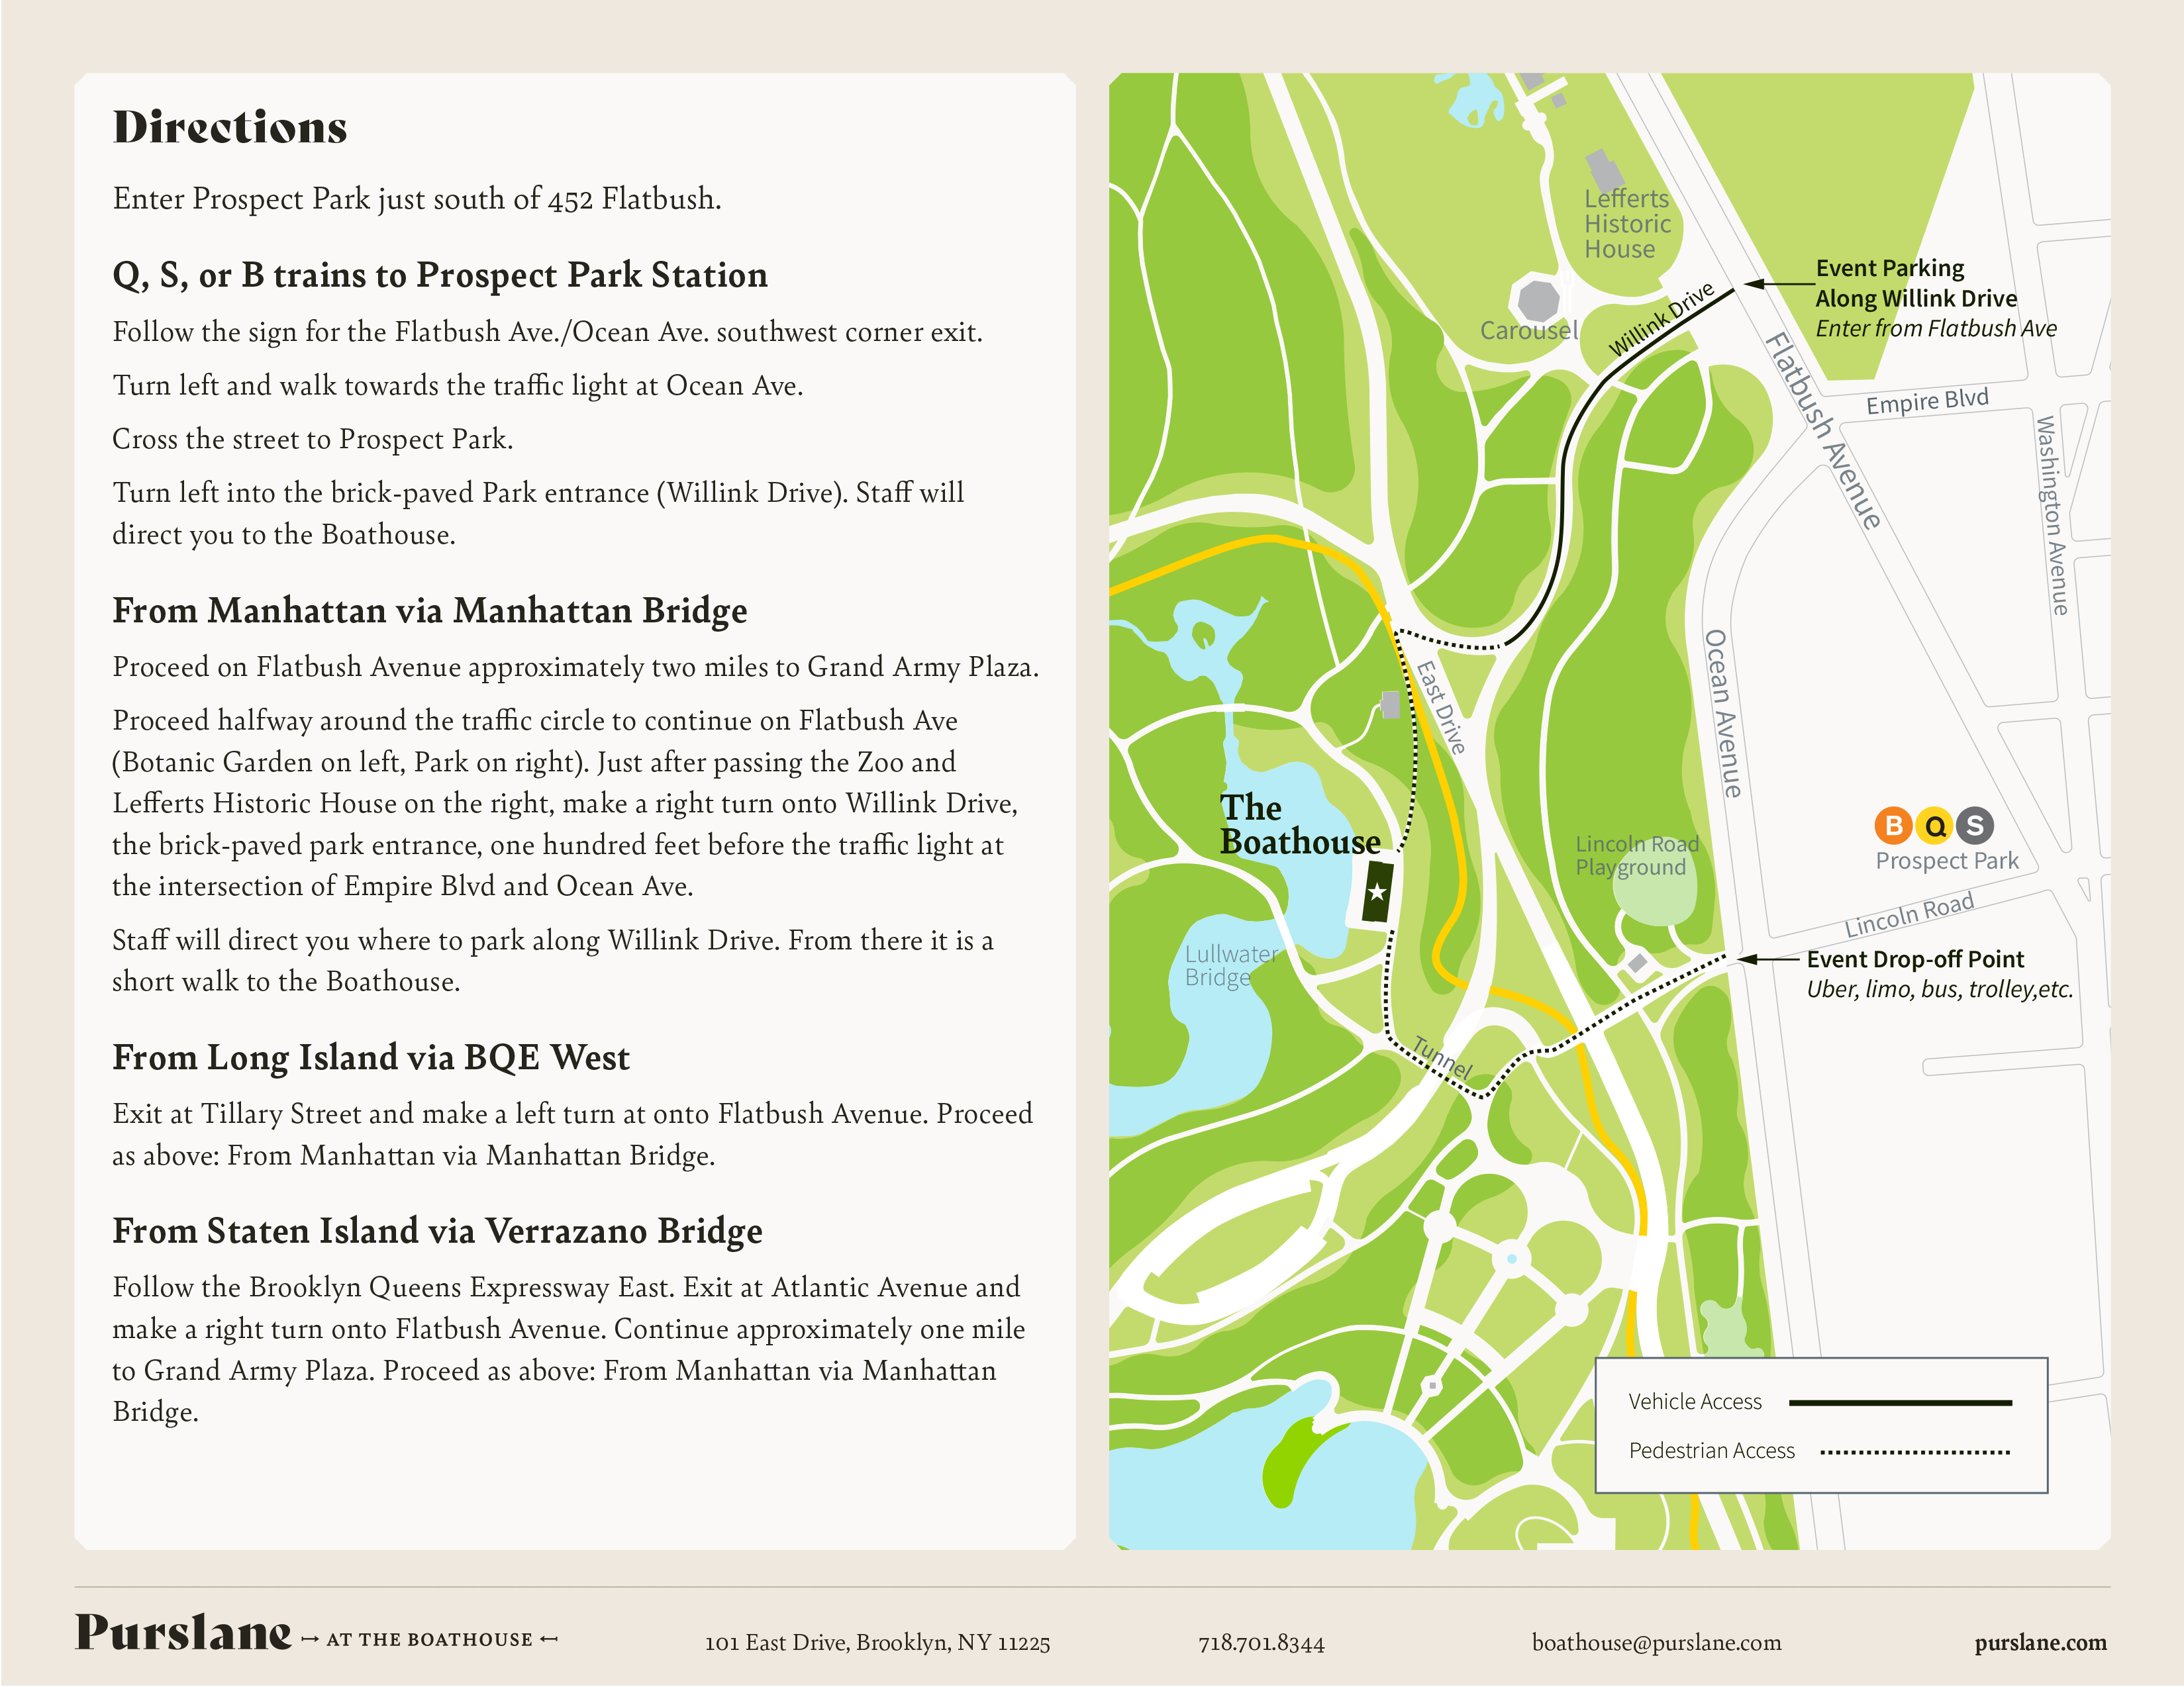 Directions
Enter Prospect Park just south of 452 Flatbush.
Q, S, or B trains to Prospect Park Station
Follow the sign for the Flatbush Ave./Ocean Ave. southwest corner exit.
Turn left and walk towards the traffic light at Ocean Ave.
Cross the street to Prospect Park.
Turn left into the brick-paved Park entrance (Willink Drive). Staff will
direct you to the Boathouse.
From Manhattan via Manhattan Bridge
Proceed on Flatbush Avenue approximately two miles to Grand Army Plaza.
Proceed halfway around the traffic circle to continue on Flatbush Ave
(Botanic Garden on left, Park on right). Just after passing the Zoo and
Lefferts Historic House on the right, make a right turn onto Willink Drive,
the brick-paved park entrance, one hundred feet before the traffic light at
the intersection of Empire Blvd and Ocean Ave.
Staff will direct you where to park along Willink Drive. From there it is a
short walk to the Boathouse.
From Long Island via BQE West
Exit at Tillary Street and make a left turn at onto Flatbush Avenue. Proceed
as above: From Manhattan via Manhattan Bridge.
From Staten Island via Verrazano Bridge
Follow the Brooklyn Queens Expressway East. Exit at Atlantic Avenue and
make a right turn onto Flatbush Avenue. Continue approximately one mile
to Grand Army Plaza. Proceed as above: From Manhattan via Manhattan
Bridge.
Lefferts
Historic
House
Event Parking
Along Willink Drive
Enter from Flatbush Ave
Carousel
Willink Drive
Flatbush Avenue
Empire Blvd
Washington Avenue
Ocean Avenue
East Drive
The
Boathouse
Lincoln Road
Playground
B Q S
Prospect Park
Lincoln Road
Lullwater
Bridge
Event Drop-off Point
Uber, limo, bus, trolley,etc.
Tunnel
Vehicle Access
Pedestrian Access
Purslane AT THE BOATHOUSE
101 East Drive, Brooklyn, NY 11225
718.701.8344
boathouse@purslane.com
purslane.com